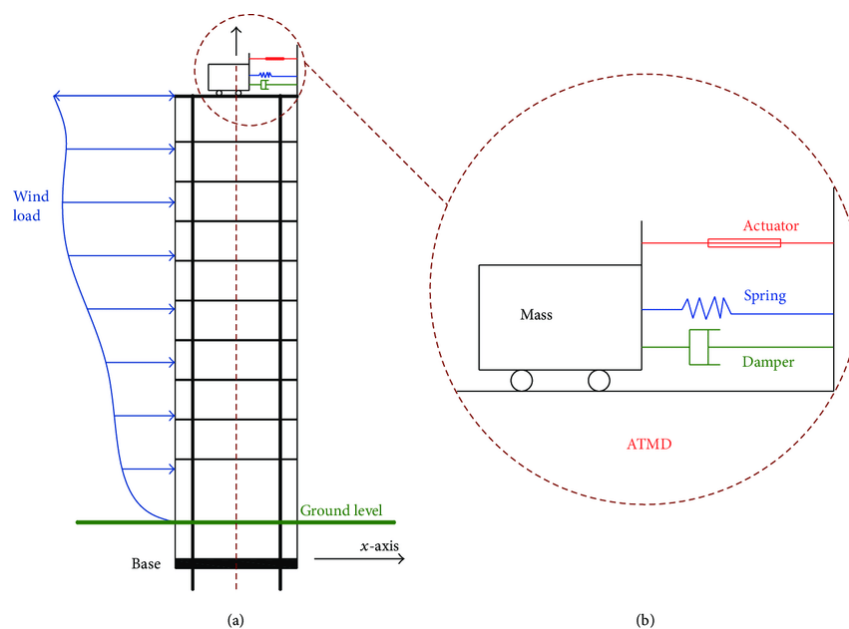 Wind
load
Ground level
x-axis
Base
(a)
Actuator
Spring
Mass
Damper
ATMD
(b)